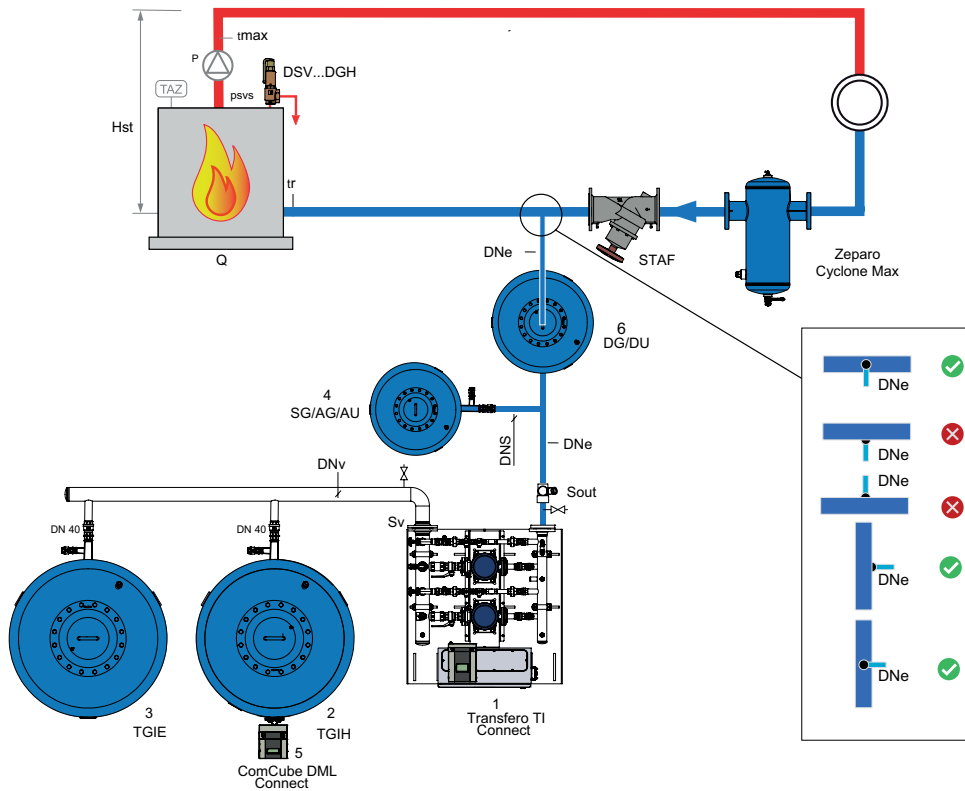 tmax
P
DSV...DGH
TAZ
psvs
Hst
tr
Q
DNe
STAF
Zeparo
Cyclone Max
6
DG/DU
4
SG/AG/AU
DNS
DNe
DNv
Sout
Sv
DN 40
DN 40
3
TGIE
2
TGIH
5
ComCube DML
Connect
1
Transfero TI
Connect
DNe
DNe
DNe
DNe
DNe